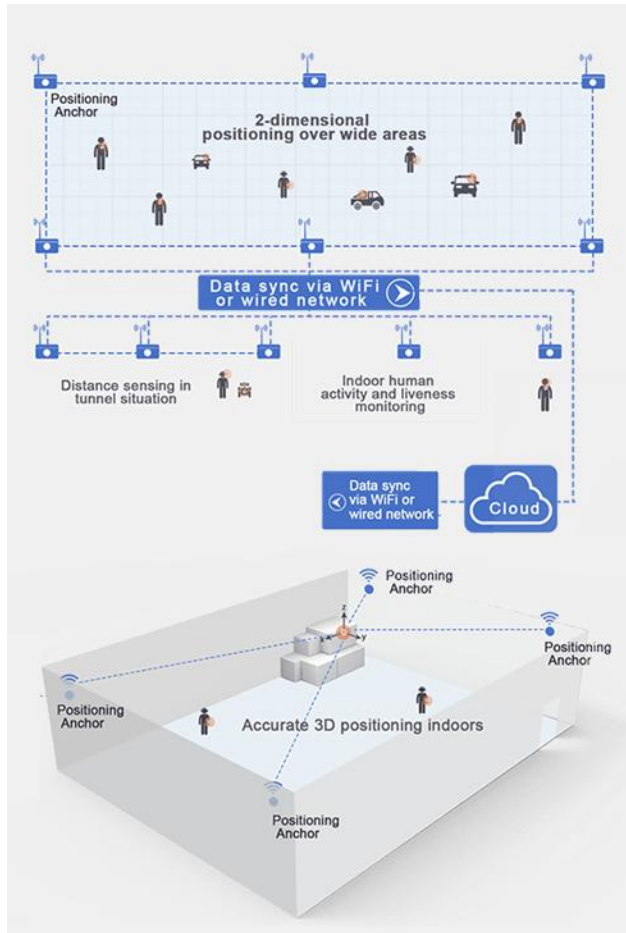 Positioning
Anchor
2-dimensional
positioning over wide areas
Data sync via WiFi
or wired network
Distance sensing in
tunnel situation
Indoor human
activity and liveness
monitoring
Data sync
via WiFi or
wired network
Cloud
Positioning
Anchor
z
x
y
Positioning
Anchor
Positioning
Anchor
Accurate 3D positioning indoors
Positioning
Anchor